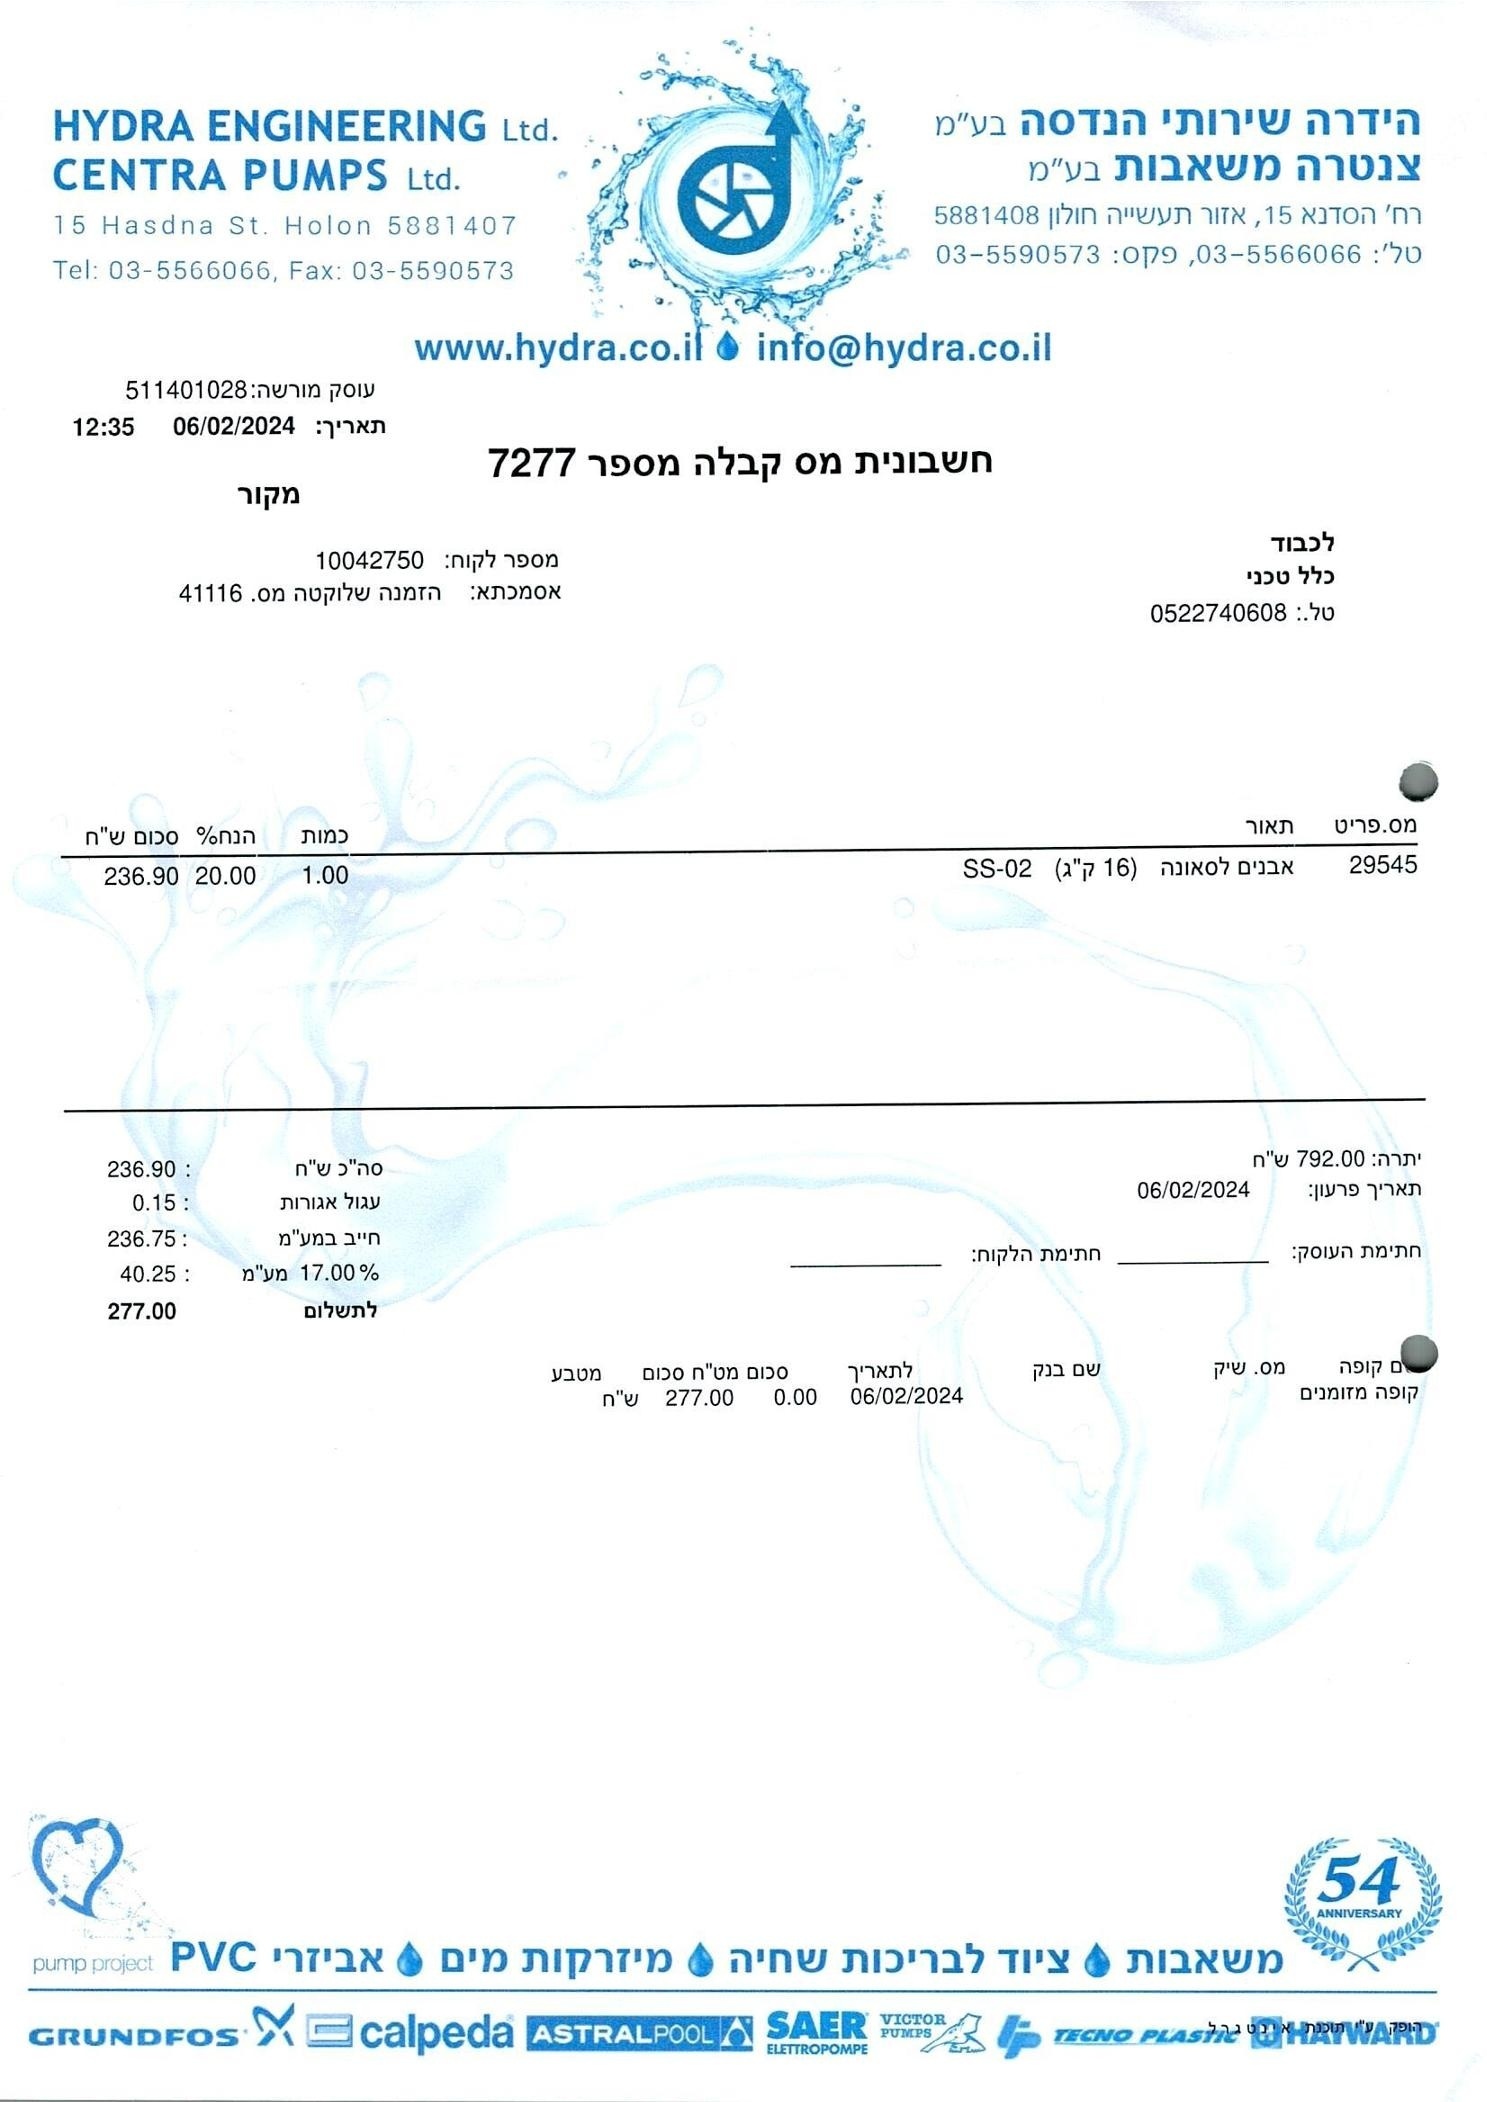 HYDRA ENGINEERING Ltd.
CENTRA PUMPS Ltd.
15 Hasdna St. Holon 5881407
Tel: 03-5566066, Fax: 03-5590573
הידרה שירותי הנדסה בע"מ
צנטרה משאבות בע"מ
רח' הסדנא 15, אזור תעשייה חולון 5881408
טל': 03-5566066, פקס: 03-5590573
www.hydra.co.il info@hydra.co.il
עוסק מורשה: 511401028
תאריך: 06/02/2024 12:35
חשבונית מס קבלה מספר 7277
מקור
לכבוד
כלל טכני
טל.: 0522740608
מספר לקוח: 10042750
אסמכתא: הזמנה שלוקטה מס. 41116
מס.פריט תאור כמות הנח% סכום ש"ח
29545 אבנים לסאונה (16 ק"ג) SS-02 1.00 20.00 236.90
יתרה: 792.00 ש"ח
תאריך פרעון: 06/02/2024
חתימת העוסק: חתימת הלקוח:
סה"כ ש"ח : 236.90
עגול אגורות : 0.15
חייב במע"מ : 236.75
17.00% מע"מ : 40.25
לתשלום 277.00
קופה מס. שיק שם בנק לתאריך סכום מט"ח סכום מטבע
קופה מזומנים 06/02/2024 0.00 277.00 ש"ח
54
ANNIVERSARY
pump project
משאבות ציוד לבריכות שחיה מיזרקות מים אביזרי PVC
GRUNDFOS calpeda ASTRALPOOL SAER ELETTROPOMPE VICTOR PUMPS TECNO PLASTIC HAYWARD
הופק ע"י תוכנת א י נ ט ג ר ל